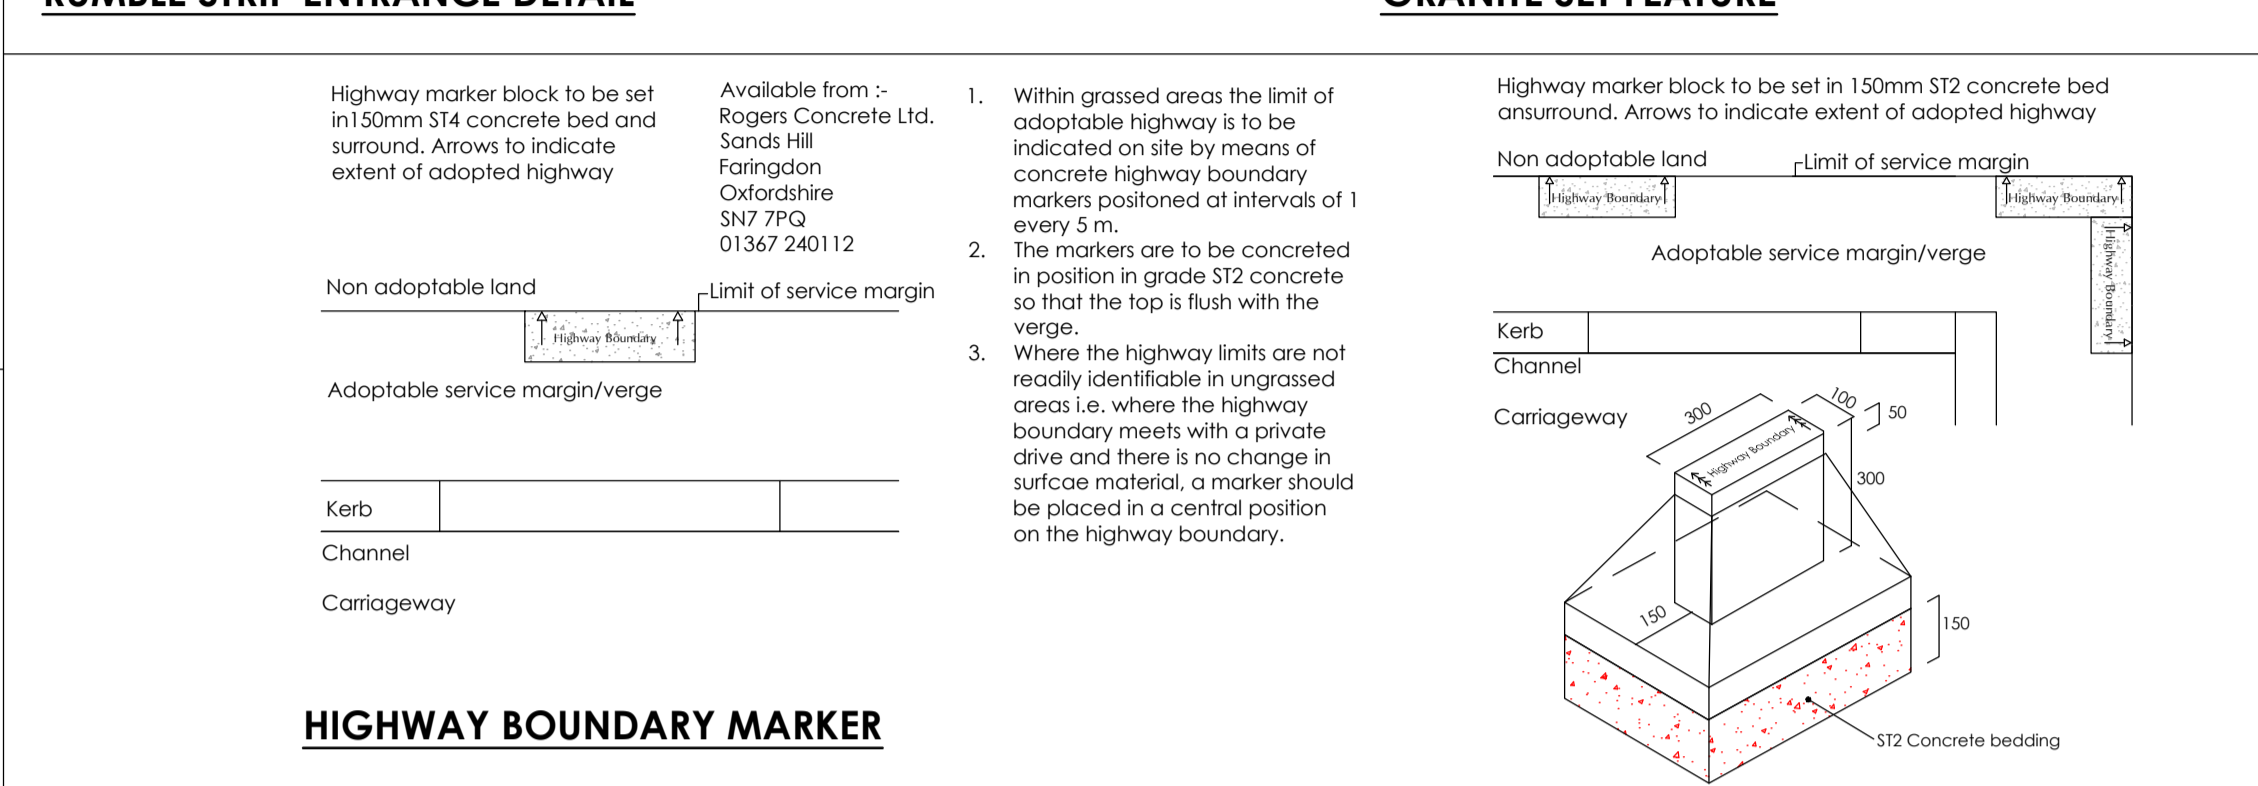 RUMBLE STRIP ENTRANCE DETAIL
GRANITE SET FEATURE
Highway marker block to be set
in150mm ST4 concrete bed and
surround. Arrows to indicate
extent of adopted highway
Available from :-
Rogers Concrete Ltd.
Sands Hill
Faringdon
Oxfordshire
SN7 7PQ
01367 240112
Non adoptable land
Limit of service margin
Highway Boundary
Adoptable service margin/verge
Kerb
Channel
Carriageway
HIGHWAY BOUNDARY MARKER
1. Within grassed areas the limit of
adoptable highway is to be
indicated on site by means of
concrete highway boundary
markers positoned at intervals of 1
every 5 m.
2. The markers are to be concreted
in position in grade ST2 concrete
so that the top is flush with the
verge.
3. Where the highway limits are not
readily identifiable in ungrassed
areas i.e. where the highway
boundary meets with a private
drive and there is no change in
surfcae material, a marker should
be placed in a central position
on the highway boundary.
Highway marker block to be set in 150mm ST2 concrete bed
ansurround. Arrows to indicate extent of adopted highway
Non adoptable land
Limit of service margin
Highway Boundary
Highway Boundary
Highway Boundary
Adoptable service margin/verge
Kerb
Channel
Carriageway
300
100
50
Highway Boundary
300
150
150
ST2 Concrete bedding